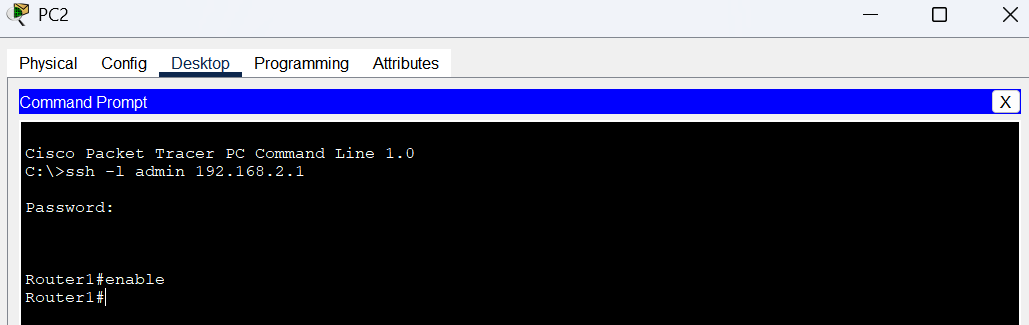 PC2
Physical Config Desktop Programming Attributes
Command Prompt X
Cisco Packet Tracer PC Command Line 1.0
C:\>ssh -l admin 192.168.2.1
Password:
Router1#enable
Router1#